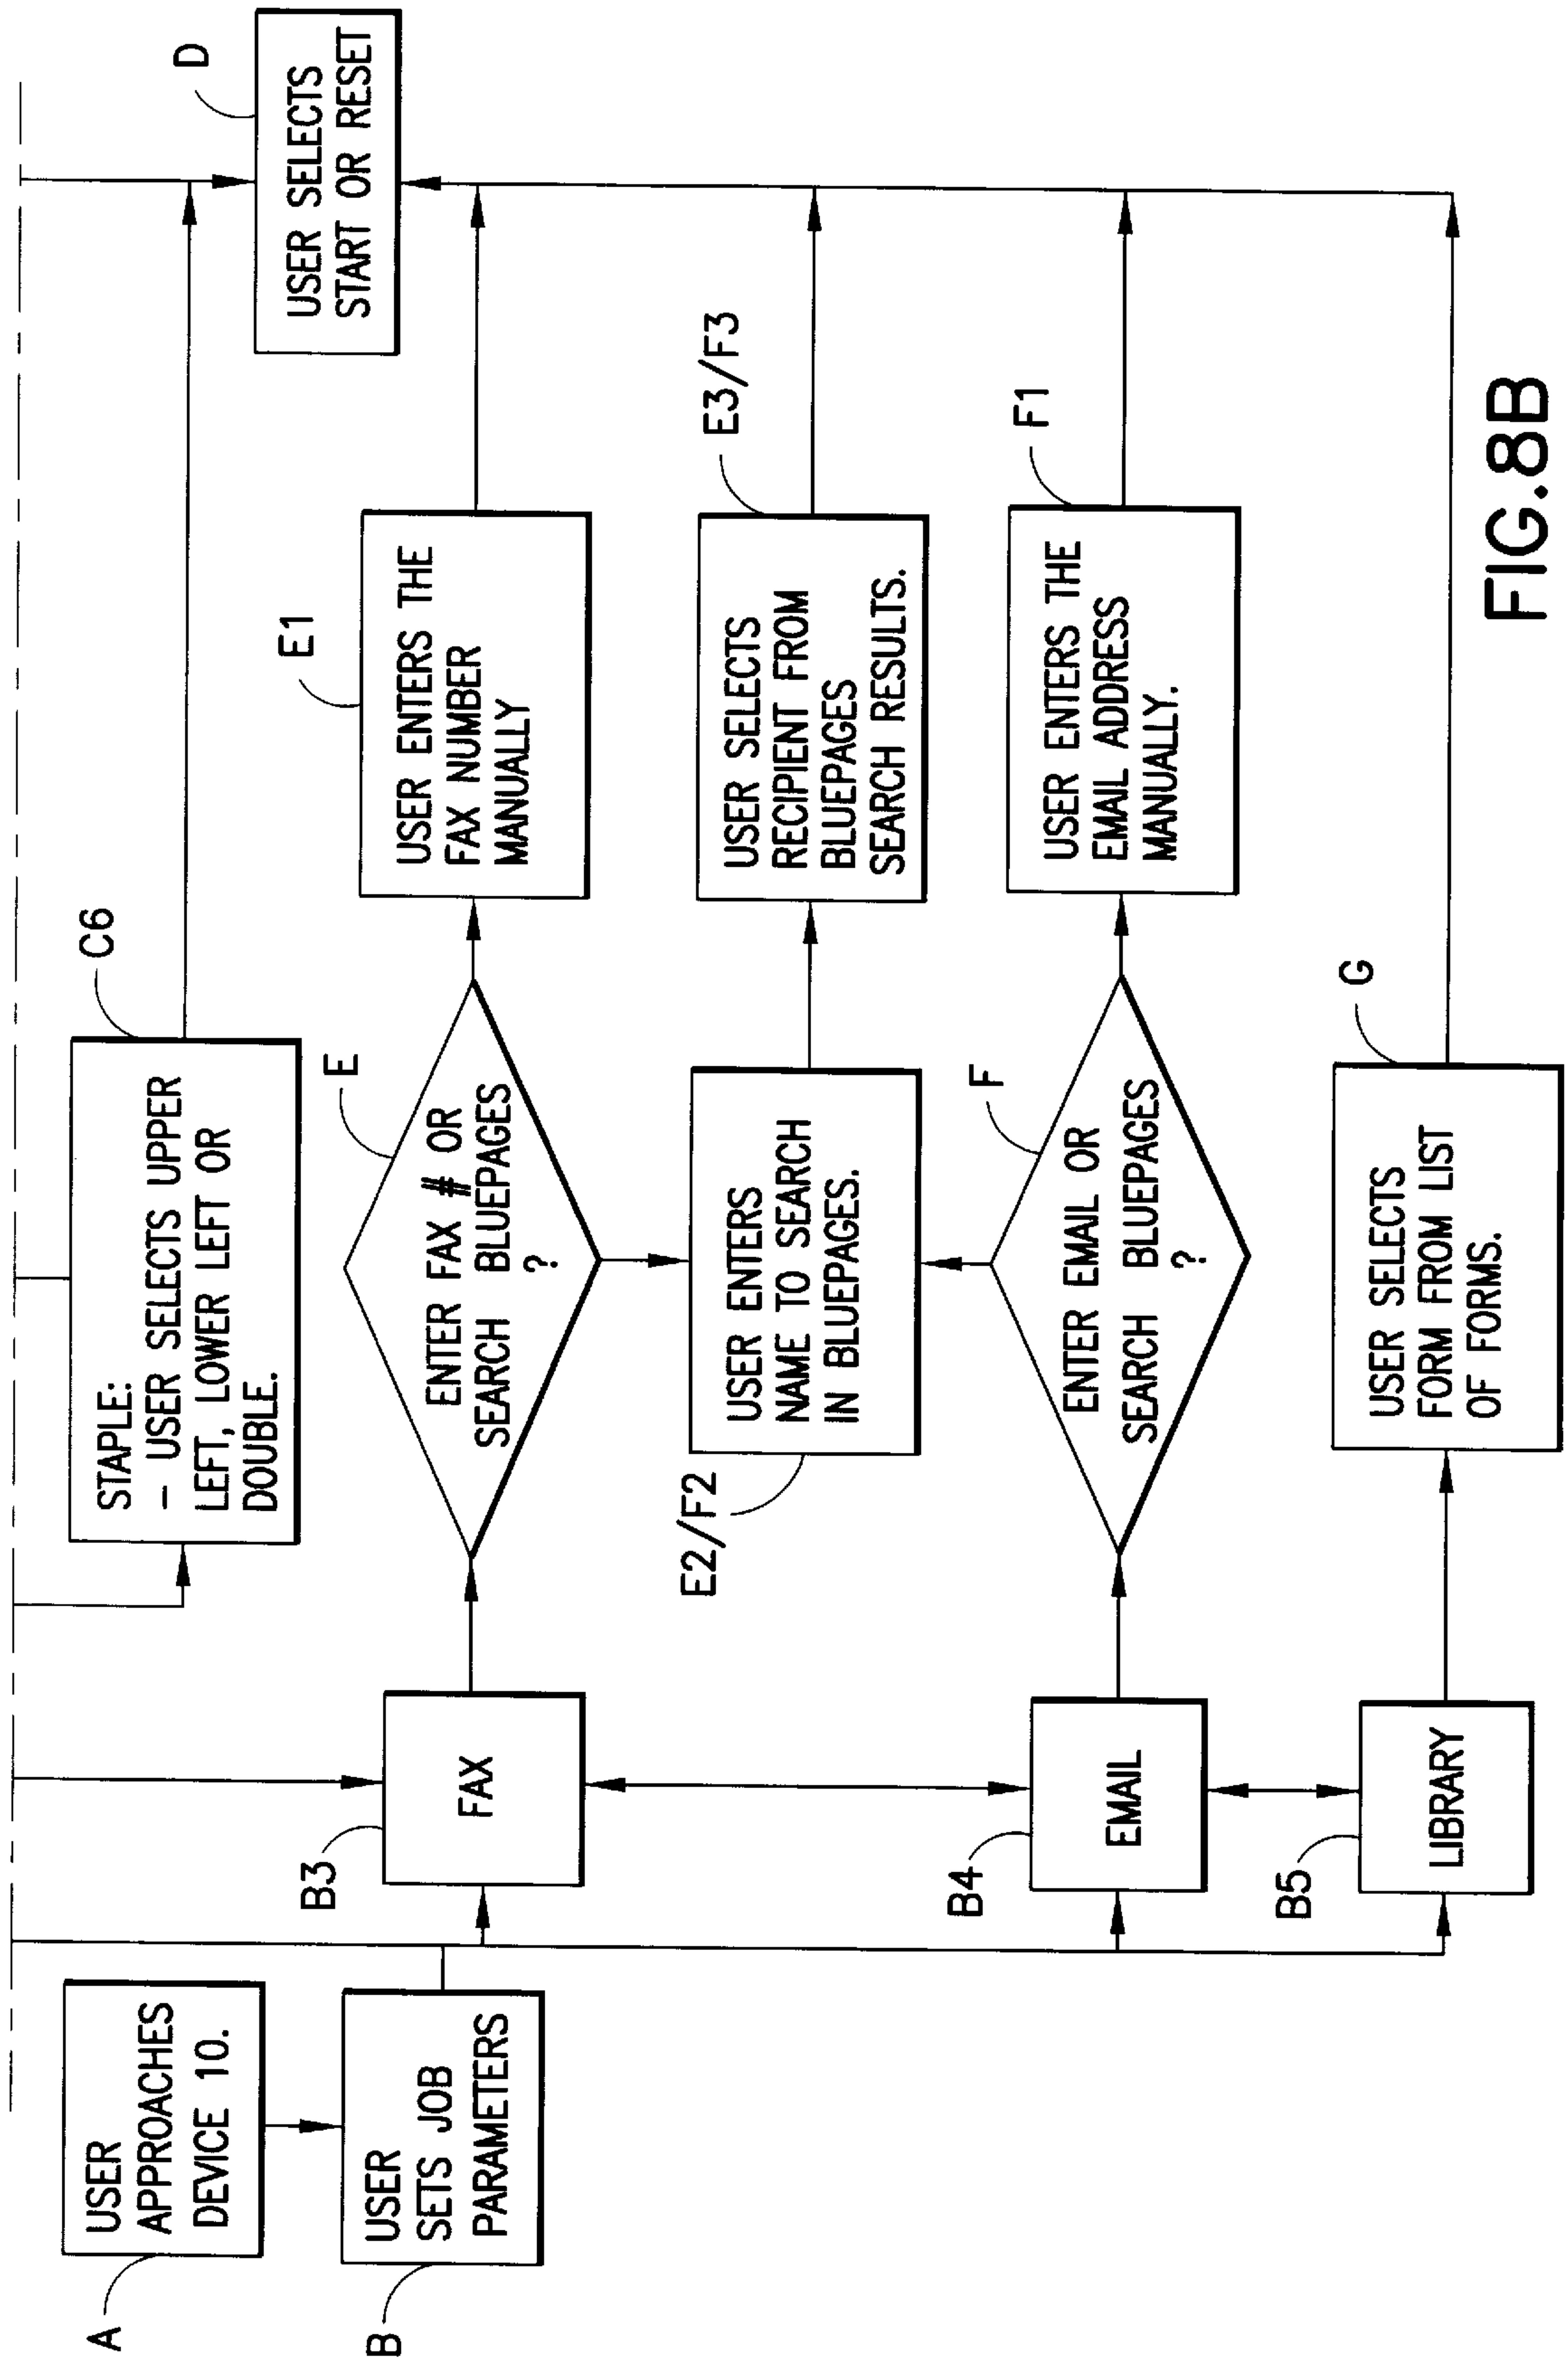 A
USER
APPROACHES
DEVICE 10.
B
USER
SETS JOB
PARAMETERS
B3
FAX
B4
EMAIL
B5
LIBRARY
C6
STAPLE:
– USER SELECTS UPPER
LEFT, LOWER LEFT OR
DOUBLE.
E
ENTER FAX # OR
SEARCH BLUEPAGES
?
E2/F2
USER ENTERS
NAME TO SEARCH
IN BLUEPAGES.
F
ENTER EMAIL OR
SEARCH BLUEPAGES
?
G
USER SELECTS
FORM FROM LIST
OF FORMS.
E1
USER ENTERS THE
FAX NUMBER
MANUALLY
E3/F3
USER SELECTS
RECIPIENT FROM
BLUEPAGES
SEARCH RESULTS.
F1
USER ENTERS THE
EMAIL ADDRESS
MANUALLY.
D
USER SELECTS
START OR RESET
FIG.8B